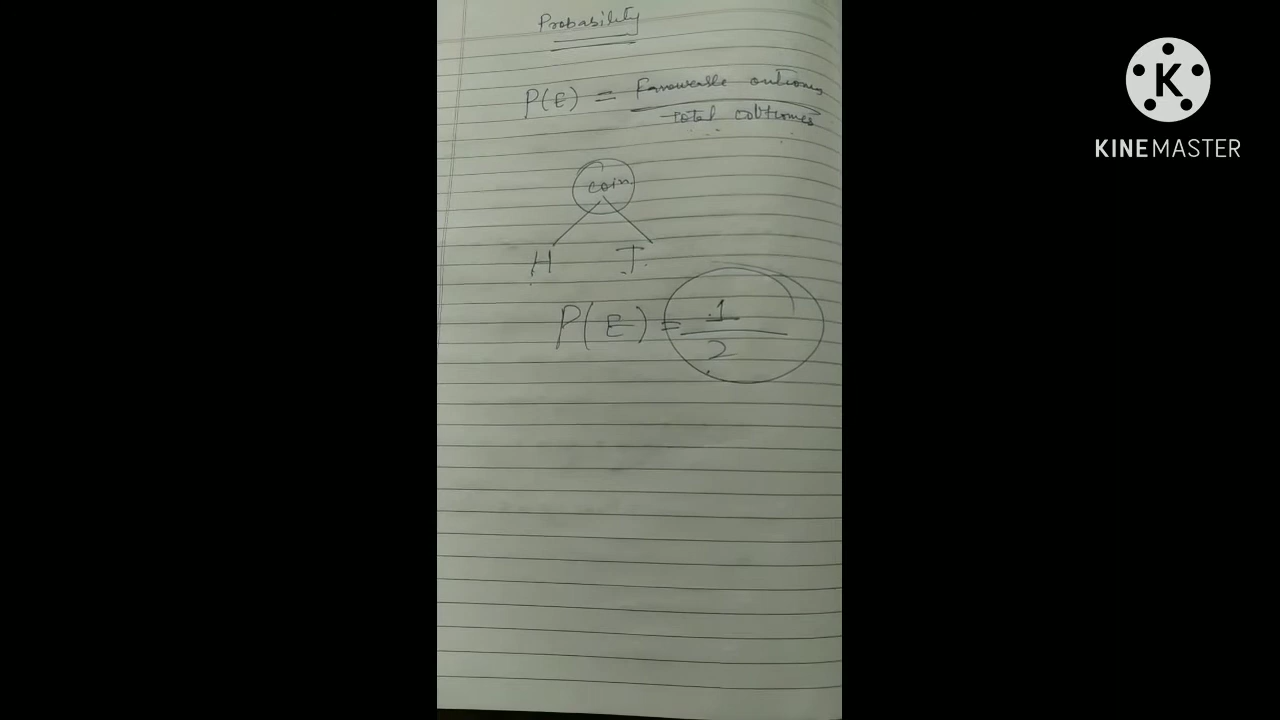 Probability
P(E) = Favourable outcomes
total outcomes
coin
H T
P(E) = 1
2
KINEMASTER